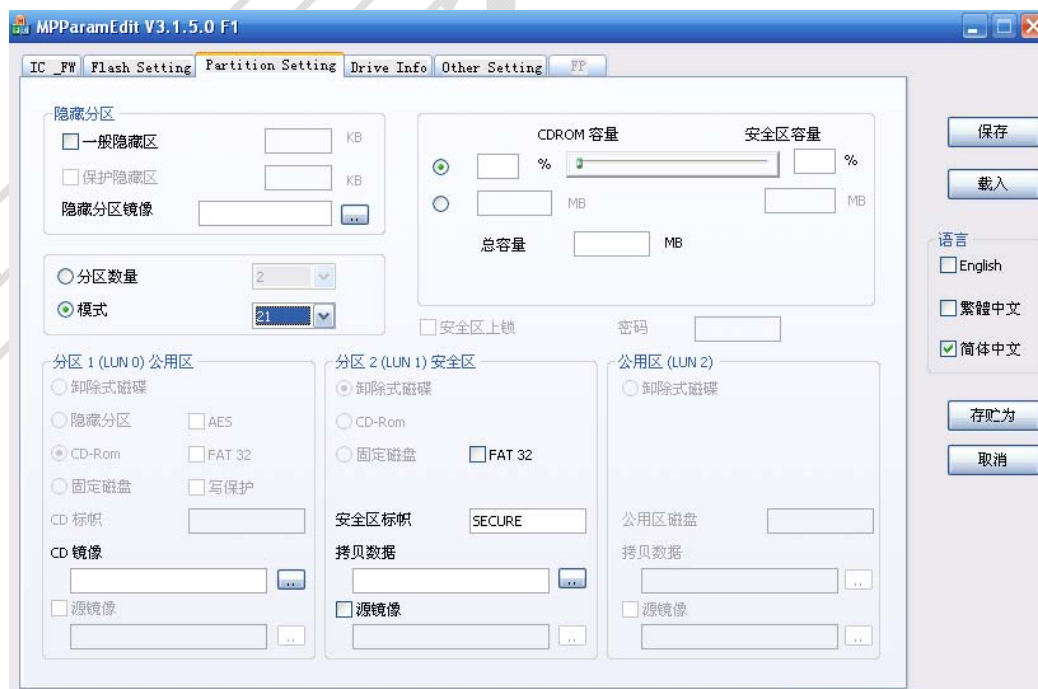 MPParamEdit V3.1.5.0 F1
IC _FW Flash Setting Partition Setting Drive Info Other Setting FP
隐藏分区
一般隐藏区 KB
保护隐藏区 KB
隐藏分区镜像 ..
分区数量 2
模式 21
CDROM 容量 安全区容量
% %
MB MB
总容量 MB
安全区上锁 密码
分区 1 (LUN 0) 公用区
卸除式磁碟
隐藏分区 AES
CD-Rom FAT 32
固定磁盘 写保护
CD 标帜
CD 镜像
..
源镜像
..
分区 2 (LUN 1) 安全区
卸除式磁碟
CD-Rom
固定磁盘 FAT 32
安全区标帜 SECURE
拷贝数据
..
源镜像
..
公用区 (LUN 2)
卸除式磁碟
公用区磁盘
拷贝数据
..
源镜像
..
保存
载入
语言
English
繁體中文
简体中文
存贮为
取消